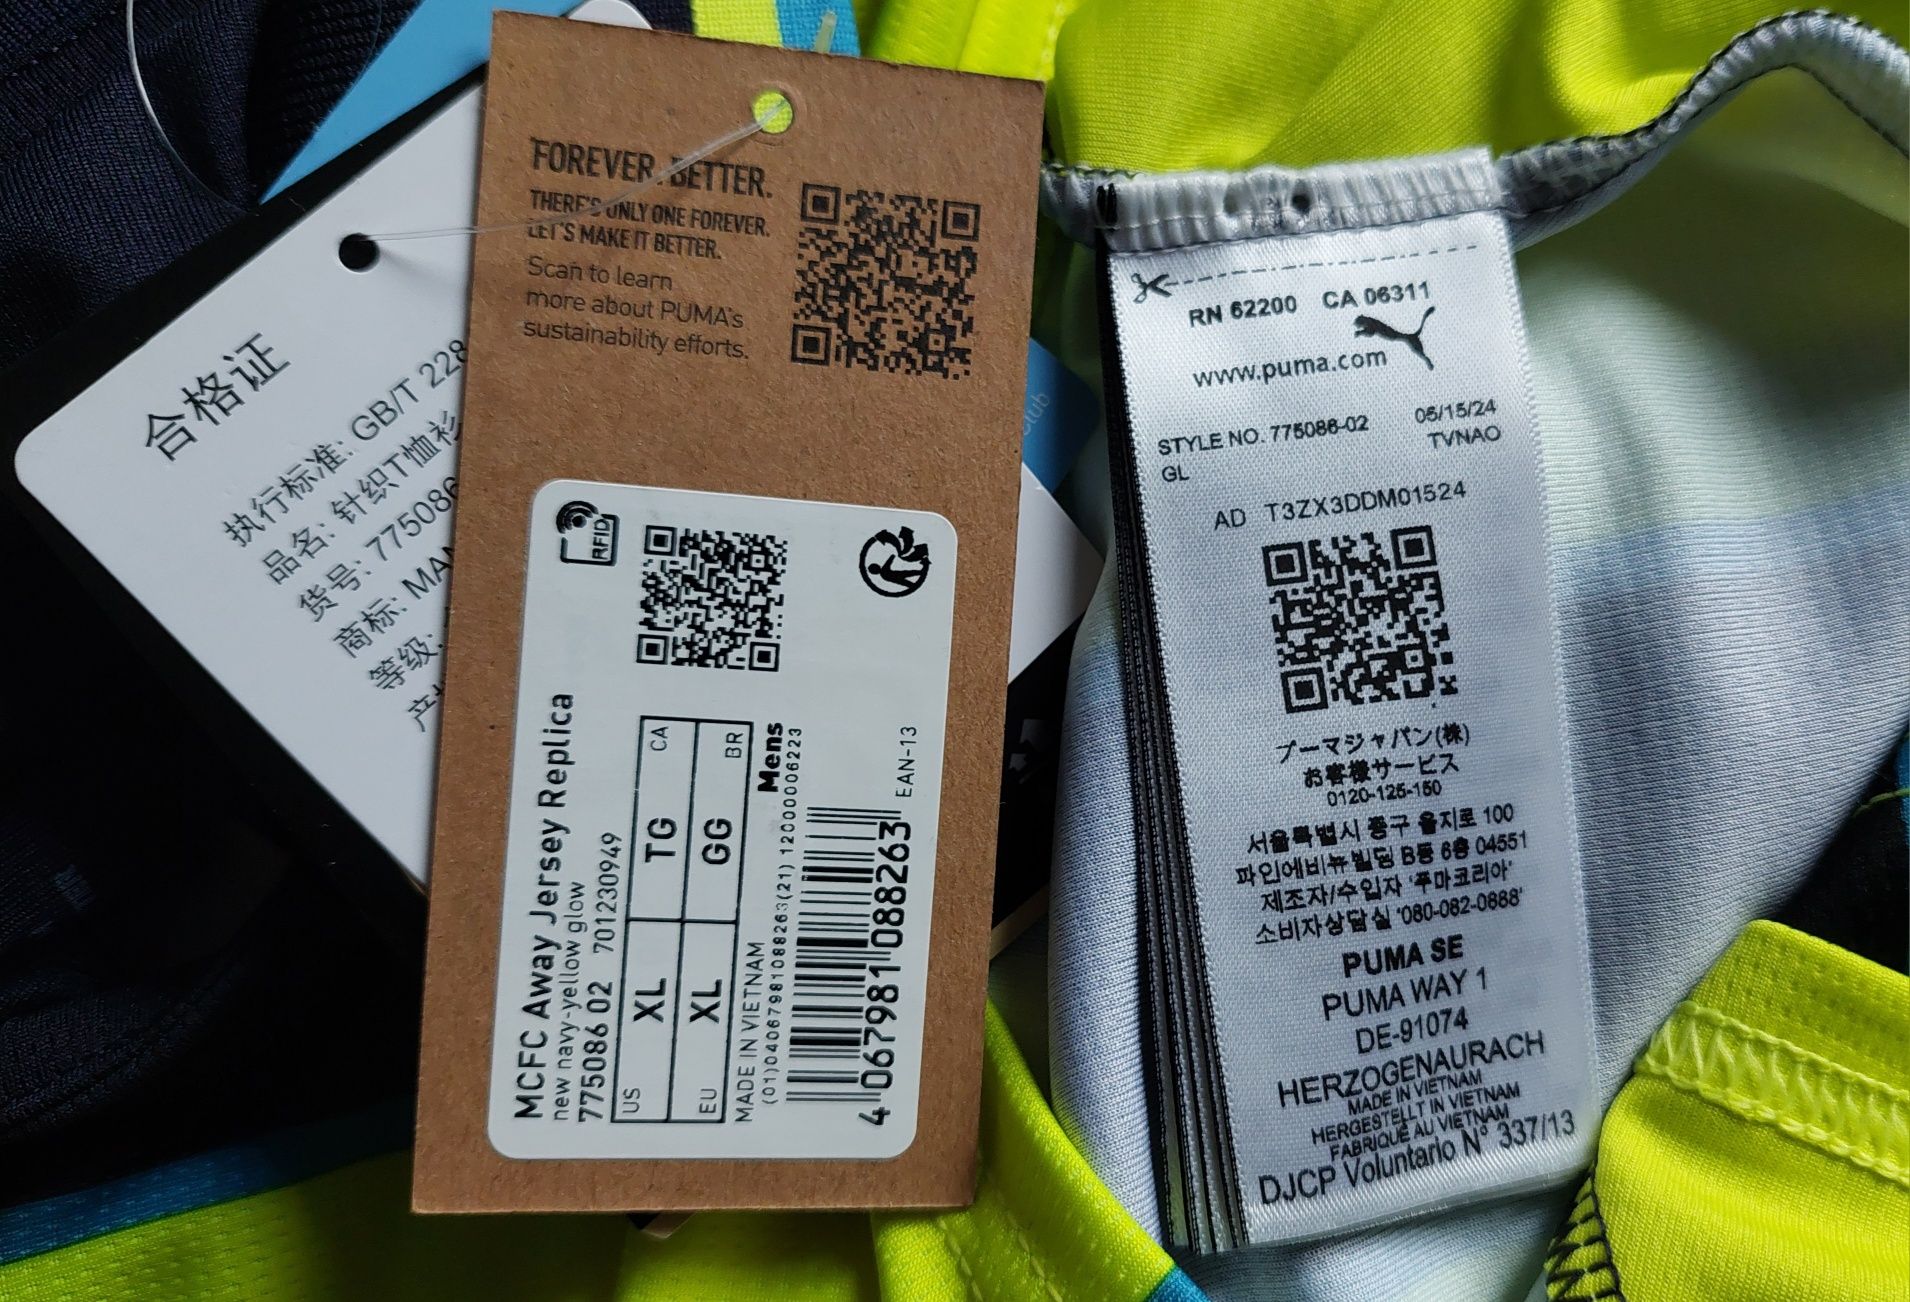 合格证
执行标准: GB/T 228
品名: 针织T恤衫
货号: 775086
商标: MAN
等级:
FOREVER. BETTER.
THERE'S ONLY ONE FOREVER.
LET'S MAKE IT BETTER.
Scan to learn
more about PUMA's
sustainability efforts.
RFID
MCFC Away Jersey Replica
new navy-yellow glow
775086 02 701230949
US XL TG CA
EU XL GG BR
Mens
MADE IN VIETNAM
(01)04067981088263(21)120000006223
4 067981 088263
EAN-13
Club
RN 62200 CA 06311
www.puma.com
STYLE NO. 775086-02 05/15/24
GL TVNAO
AD T3ZX3DDM01524
プーマジャパン(株)
お客様サービス
0120-125-150
서울특별시 중구 을지로 100
파인에비뉴빌딩 B동 6층 04551
제조자/수입자 '푸마코리아'
소비자상담실 '080-082-0888'
PUMA SE
PUMA WAY 1
DE-91074
HERZOGENAURACH
MADE IN VIETNAM
HERGESTELLT IN VIETNAM
FABRIQUÉ AU VIETNAM
DJCP Voluntario N° 337/13